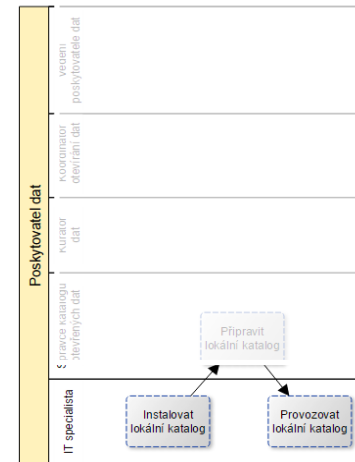 Poskytovatel dat
Vedení
poskytovatele dat
Koordinátor
otevírání dat
Kurátor
dat
Správce katalogu
otevřených dat
IT specialista
Připravit
lokální katalog
Instalovat
lokální katalog
Provozovat
lokální katalog